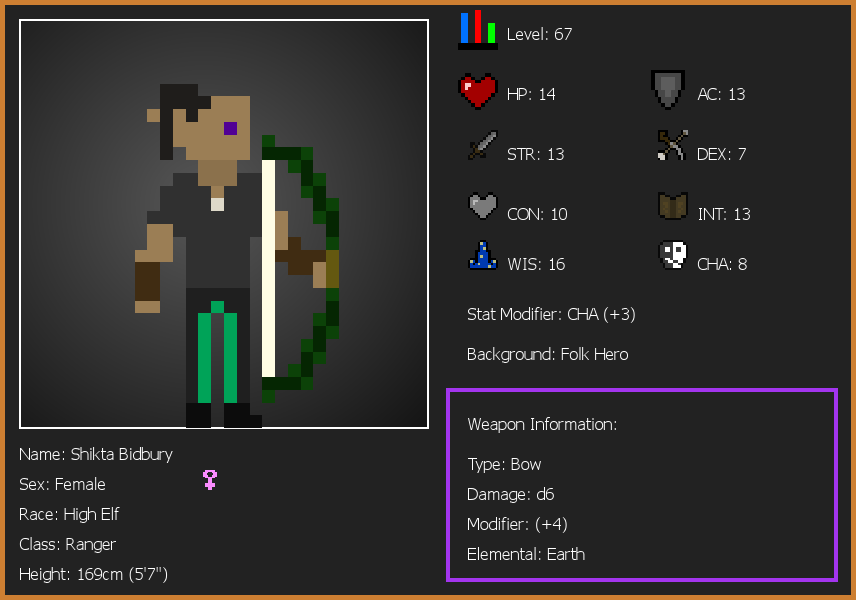 Level: 67
HP: 14
AC: 13
STR: 13
DEX: 7
CON: 10
INT: 13
WIS: 16
CHA: 8
Stat Modifier: CHA (+3)
Background: Folk Hero
Weapon Information:
Type: Bow
Damage: d6
Modifier: (+4)
Elemental: Earth
Name: Shikta Bidbury
Sex: Female
Race: High Elf
Class: Ranger
Height: 169cm (5'7")